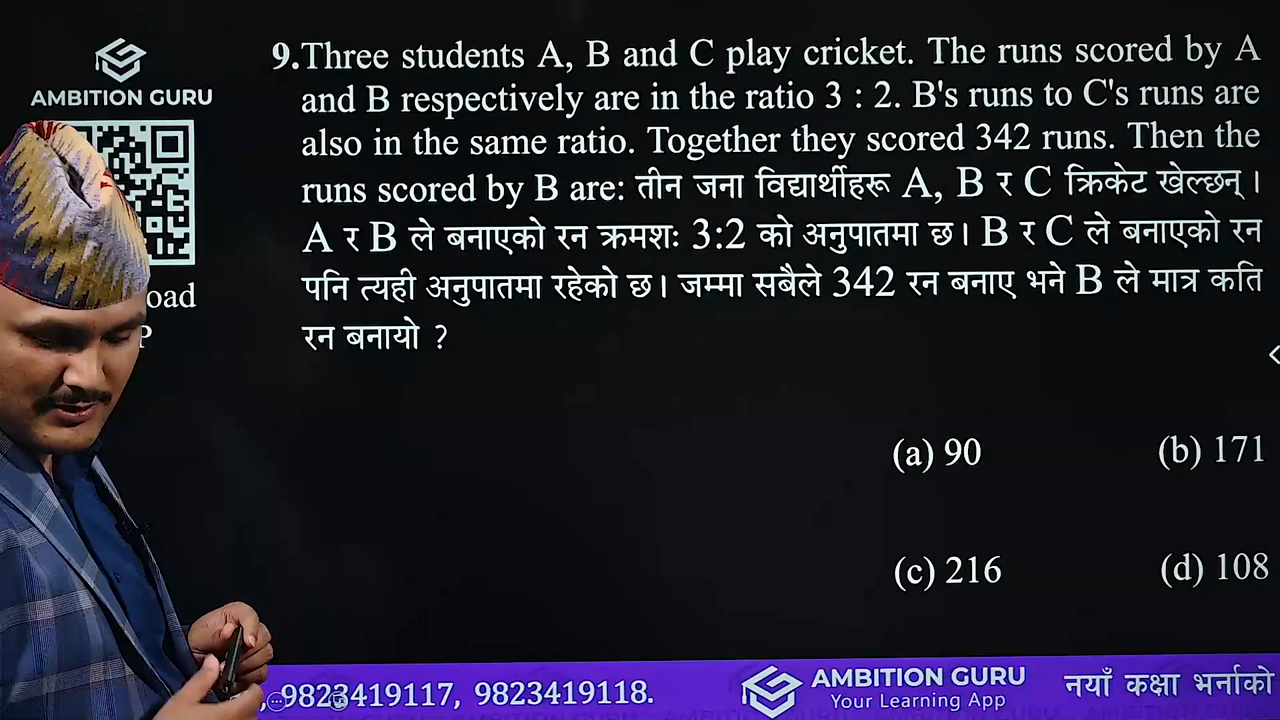 AMBITION GURU
oad
P
9.Three students A, B and C play cricket. The runs scored by A
and B respectively are in the ratio 3 : 2. B's runs to C's runs are
also in the same ratio. Together they scored 342 runs. Then the
runs scored by B are: तीन जना विद्यार्थीहरू A, B र C क्रिकेट खेल्छन् ।
A र B ले बनाएको रन क्रमशः 3:2 को अनुपातमा छ। B र C ले बनाएको रन
पनि त्यही अनुपातमा रहेको छ। जम्मा सबैले 342 रन बनाए भने B ले मात्र कति
रन बनायो ?
(a) 90 (b) 171
(c) 216 (d) 108
, 9823419117, 9823419118.
AMBITION GURU
Your Learning App
नयाँ कक्षा भर्नाको